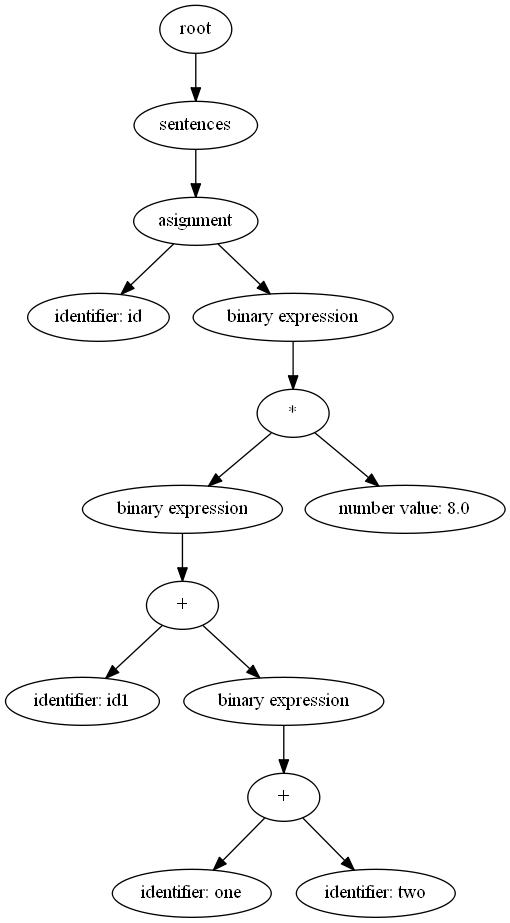 root
sentences
asignment
identifier: id
binary expression
*
binary expression
number value: 8.0
+
identifier: id1
binary expression
+
identifier: one
identifier: two